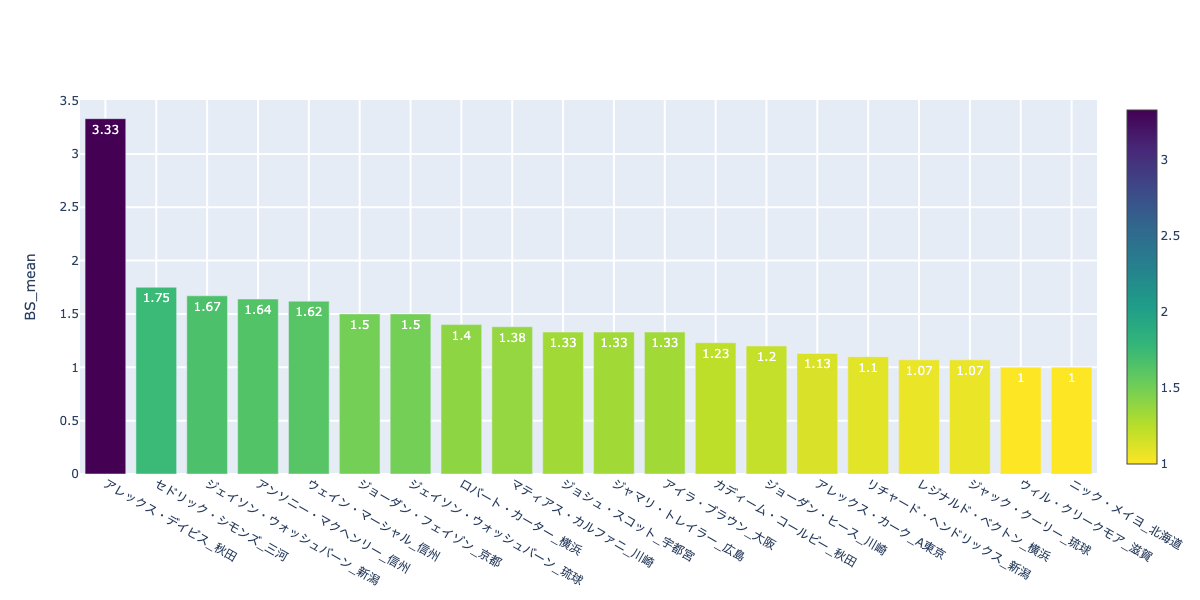 BS_mean
3.5
3
2.5
2
1.5
1
0.5
0
3.33
1.75
1.67
1.64
1.62
1.5
1.5
1.4
1.38
1.33
1.33
1.33
1.23
1.2
1.13
1.1
1.07
1.07
1
1
アレックス・デイビス_秋田
セドリック・シモンズ_三河
ジェイソン・ウォッシュバーン_新潟
アンソニー・マクヘンリー_信州
ウェイン・マーシャル_信州
ジョーダン・フェイゾン_京都
ジェイソン・ウォッシュバーン_琉球
ロバート・カーター_横浜
マティアス・カルファニ_川崎
ジョシュ・スコット_宇都宮
ジャマリ・トレイラー_広島
アイラ・ブラウン_大阪
カディーム・コールビー_秋田
ジョーダン・ヒース_川崎
アレックス・カーク_A東京
リチャード・ヘンドリックス_新潟
レジナルド・ベクトン_横浜
ジャック・クーリー_琉球
ウィル・クリークモア_滋賀
ニック・メイヨ_北海道
3
2.5
2
1.5
1